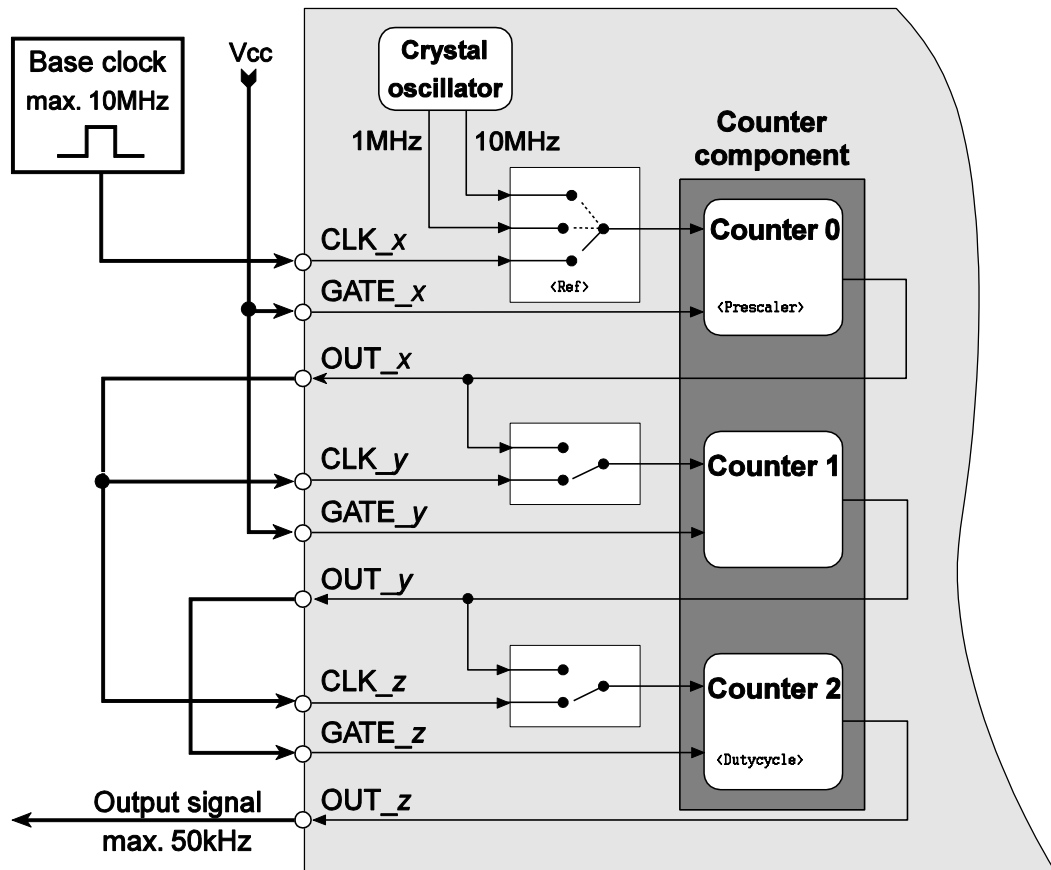 Base clock
max. 10MHz
Vcc
Crystal
oscillator
1MHz
10MHz
Counter
component
CLK_x
<Ref>
Counter 0
<Prescaler>
GATE_x
OUT_x
CLK_y
Counter 1
GATE_y
OUT_y
CLK_z
Counter 2
GATE_z
<Dutycycle>
OUT_z
Output signal
max. 50kHz